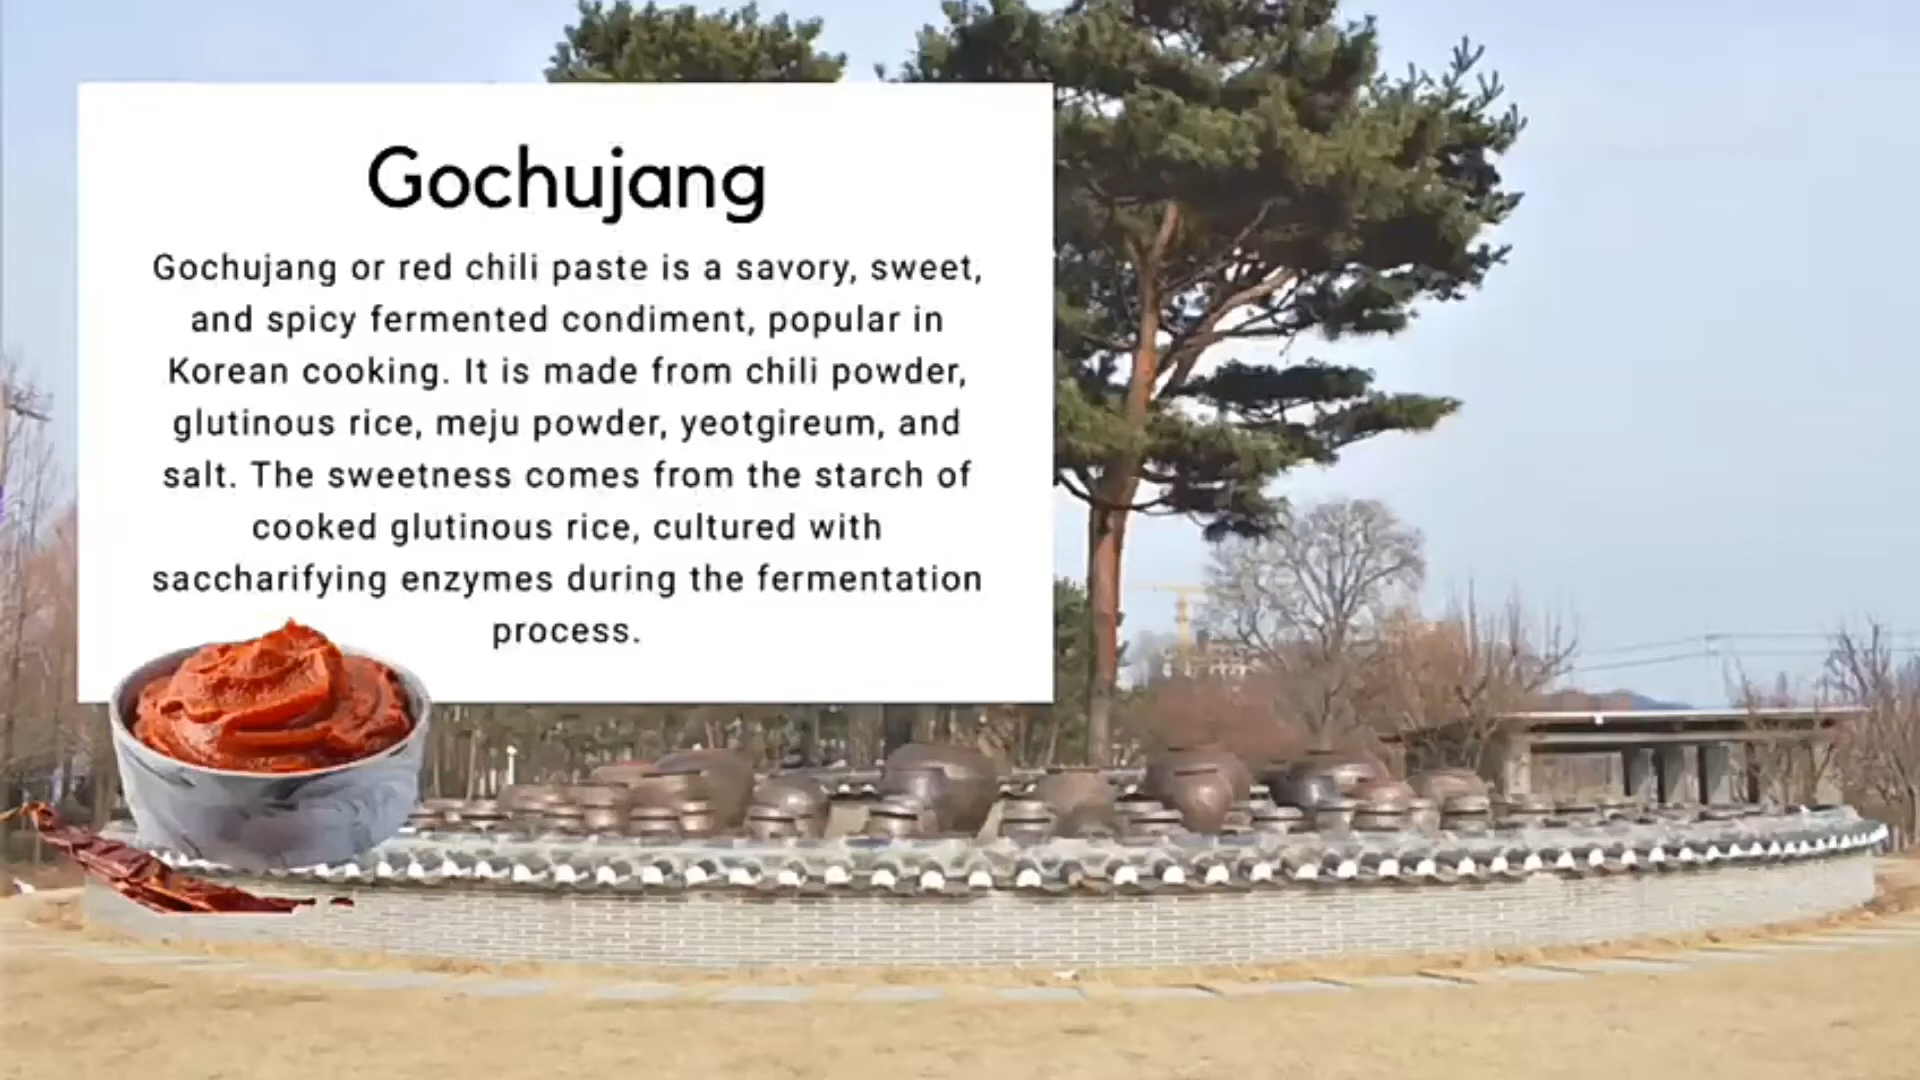 Gochujang
Gochujang or red chili paste is a savory, sweet,
and spicy fermented condiment, popular in
Korean cooking. It is made from chili powder,
glutinous rice, meju powder, yeotgireum, and
salt. The sweetness comes from the starch of
cooked glutinous rice, cultured with
saccharifying enzymes during the fermentation
process.